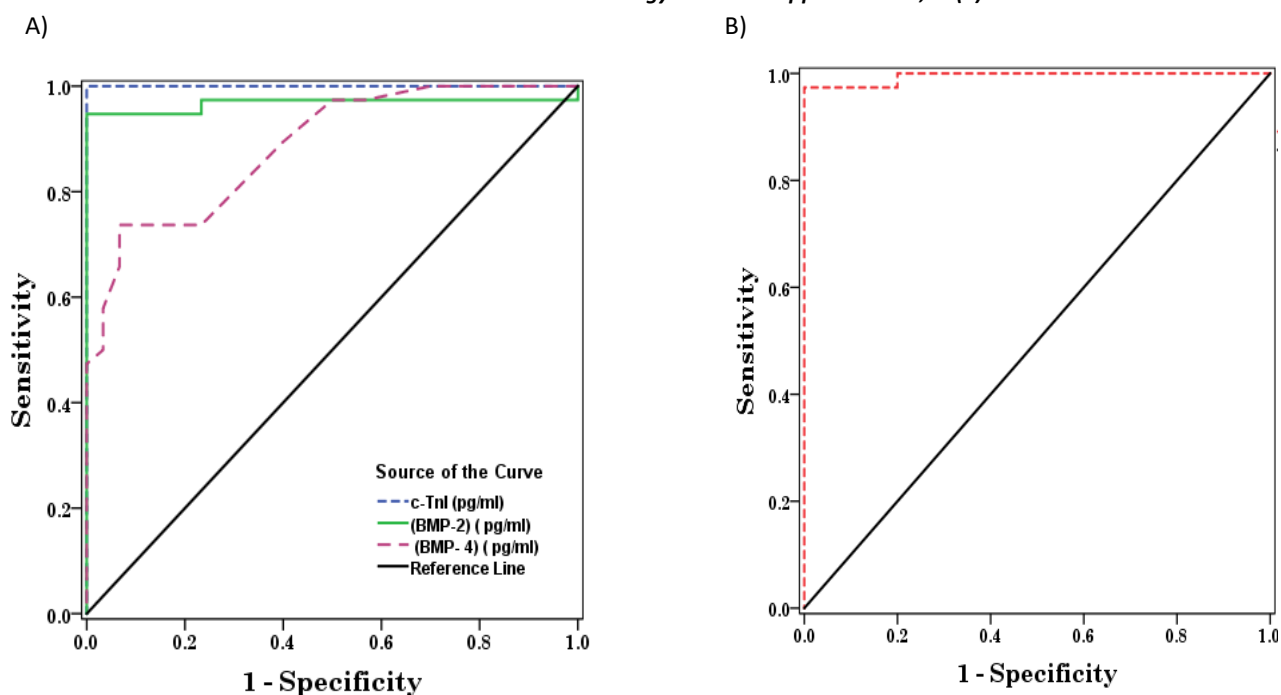 A)
B)
1.0
0.8
0.6
0.4
0.2
0.0
Sensitivity
0.0 0.2 0.4 0.6 0.8 1.0
1 - Specificity
Source of the Curve
c-TnI (pg/ml)
(BMP-2) ( pg/ml)
(BMP- 4) ( pg/ml)
Reference Line
1.0
0.8
0.6
0.4
0.2
0.0
Sensitivity
0.0 0.2 0.4 0.6 0.8 1.0
1 - Specificity